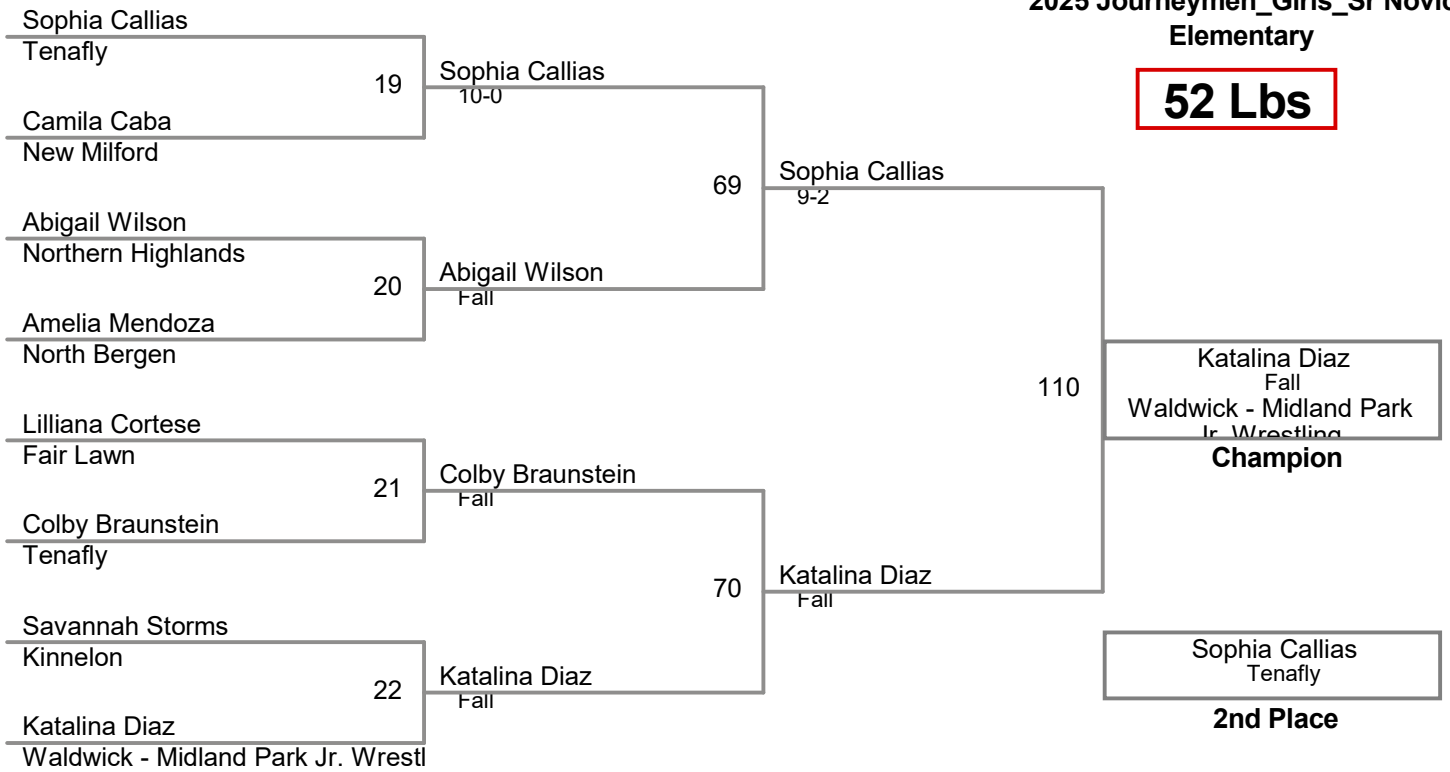 2025 Journeymen_Girls_Sr Novic
Elementary
52 Lbs
Sophia Callias
Tenafly
19
Camila Caba
New Milford
Sophia Callias
10-0
Abigail Wilson
Northern Highlands
20
Amelia Mendoza
North Bergen
Abigail Wilson
Fall
69
Sophia Callias
9-2
Lilliana Cortese
Fair Lawn
21
Colby Braunstein
Tenafly
Colby Braunstein
Fall
Savannah Storms
Kinnelon
22
Katalina Diaz
Waldwick - Midland Park Jr. Wrestl
Katalina Diaz
Fall
70
Katalina Diaz
Fall
110
Katalina Diaz
Fall
Waldwick - Midland Park
Jr. Wrestling
Champion
Sophia Callias
Tenafly
2nd Place